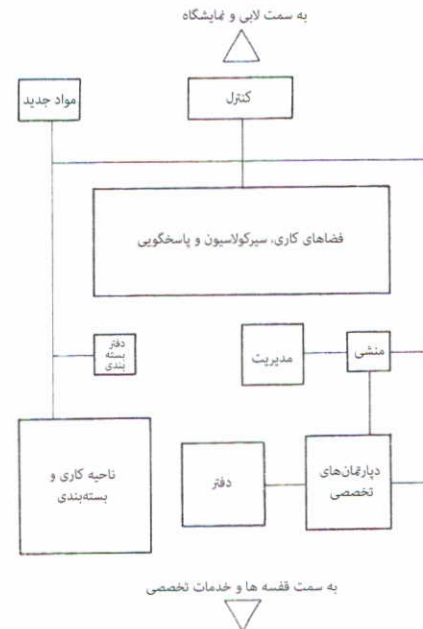 به سمت لابی و نمایشگاه
مواد جدید
کنترل
فضاهای کاری، سیرکولاسیون و پاسخگویی
دفتر
بسته
بندی
مدیریت
منشی
ناحیه کاری و
بسته‌بندی
دفتر
دپارتمان‌های
تخصصی
به سمت قفسه ها و خدمات تخصصی